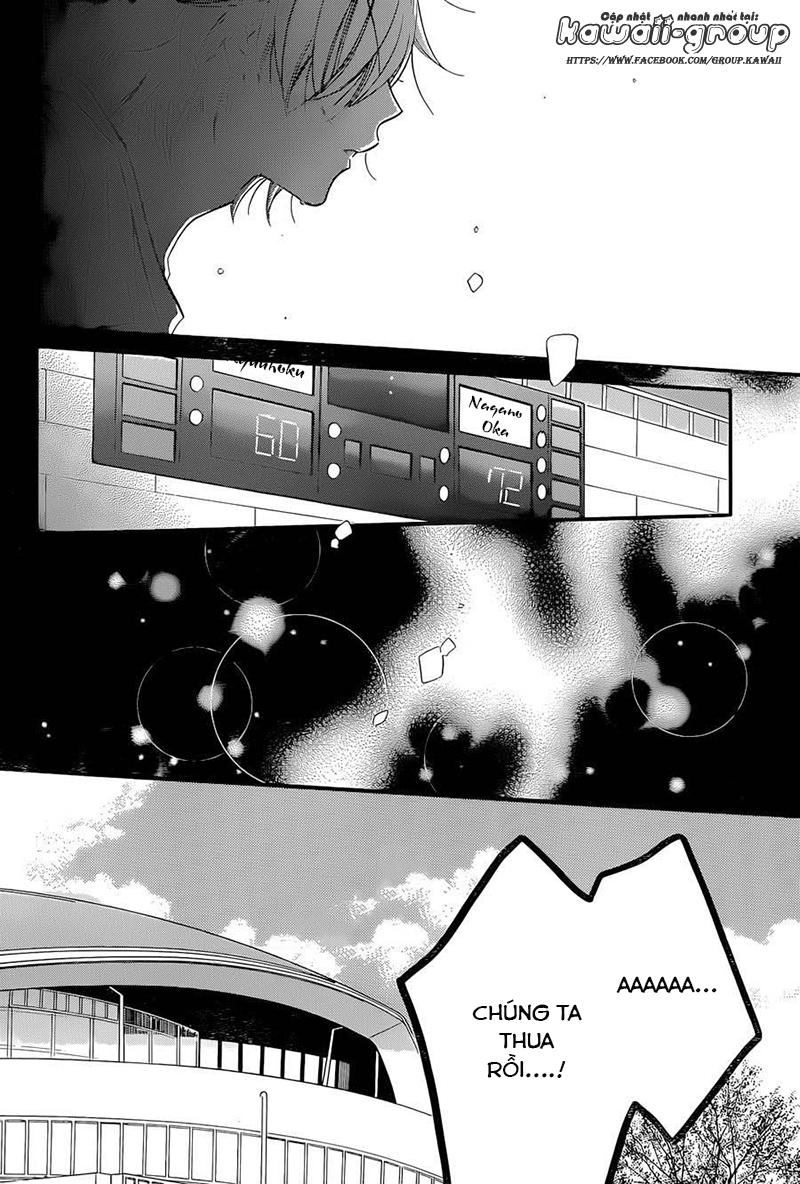 Cập nhật nhanh nhất tại:
kawaii-group
HTTPS://WWW.FACEBOOK.COM/GROUP.KAWAII
60
Nagano
Oka
72
AAAAAA...
CHÚNG TA
THUA
RỒI....!